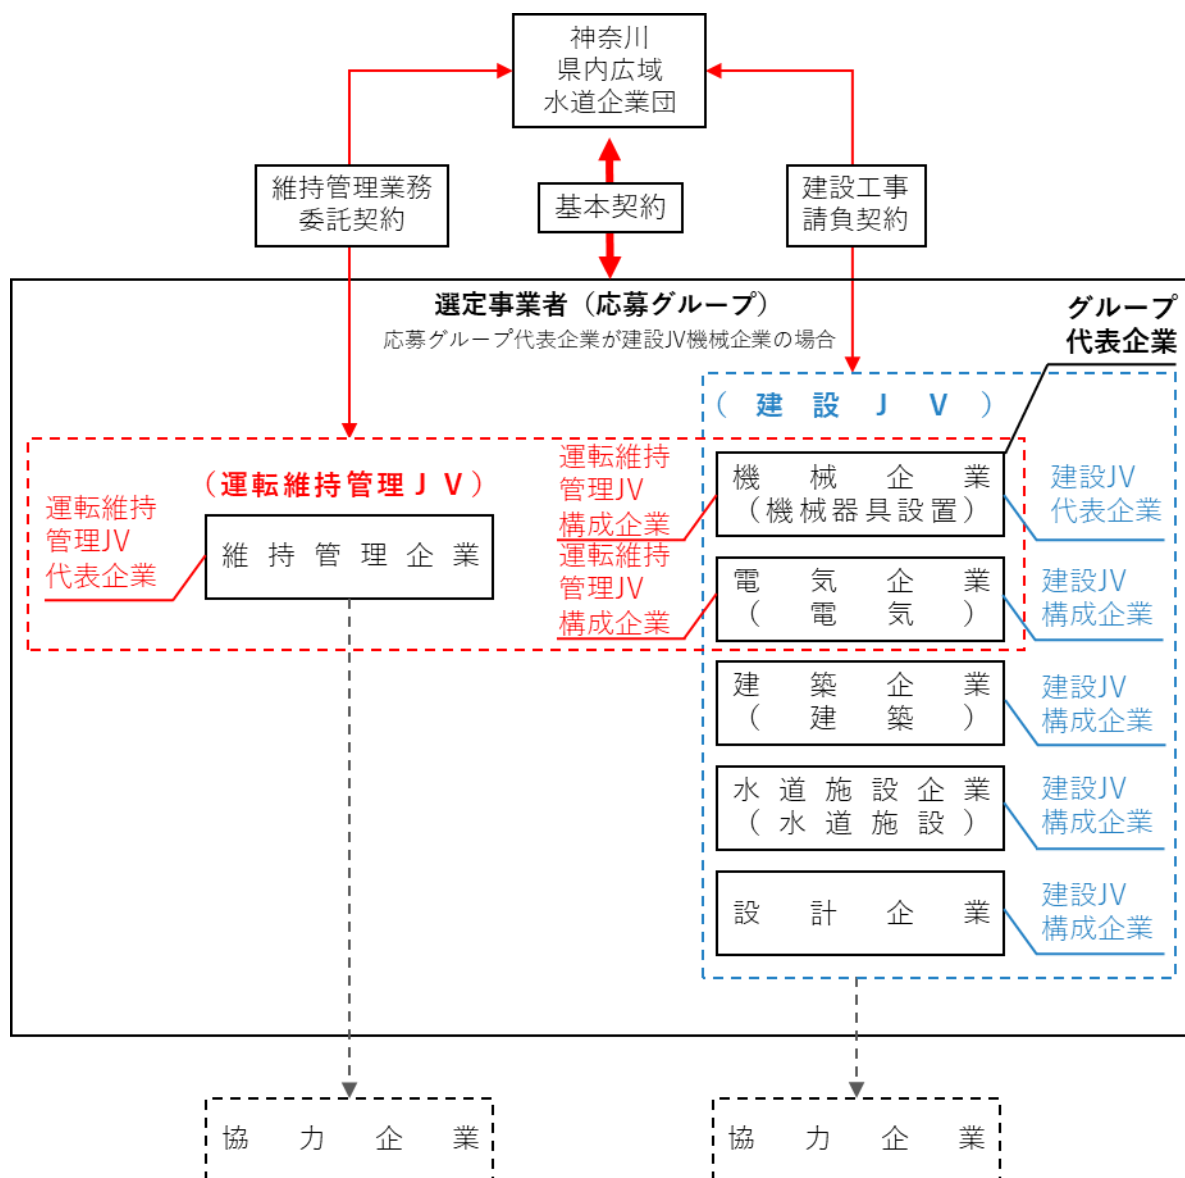 神奈川
県内広域
水道企業団
維持管理業務
委託契約
基本契約
建設工事
請負契約
選定事業者（応募グループ）
応募グループ代表企業が建設JV機械企業の場合
グループ
代表企業
（建設ＪＶ）
（運転維持管理ＪＶ）
運転維持
管理JV
代表企業
維持管理企業
運転維持
管理JV
構成企業
機械企業
（機械器具設置）
建設JV
代表企業
運転維持
管理JV
構成企業
電気企業
（電気）
建設JV
構成企業
建築企業
（建築）
建設JV
構成企業
水道施設企業
（水道施設）
建設JV
構成企業
設計企業
建設JV
構成企業
協力企業
協力企業